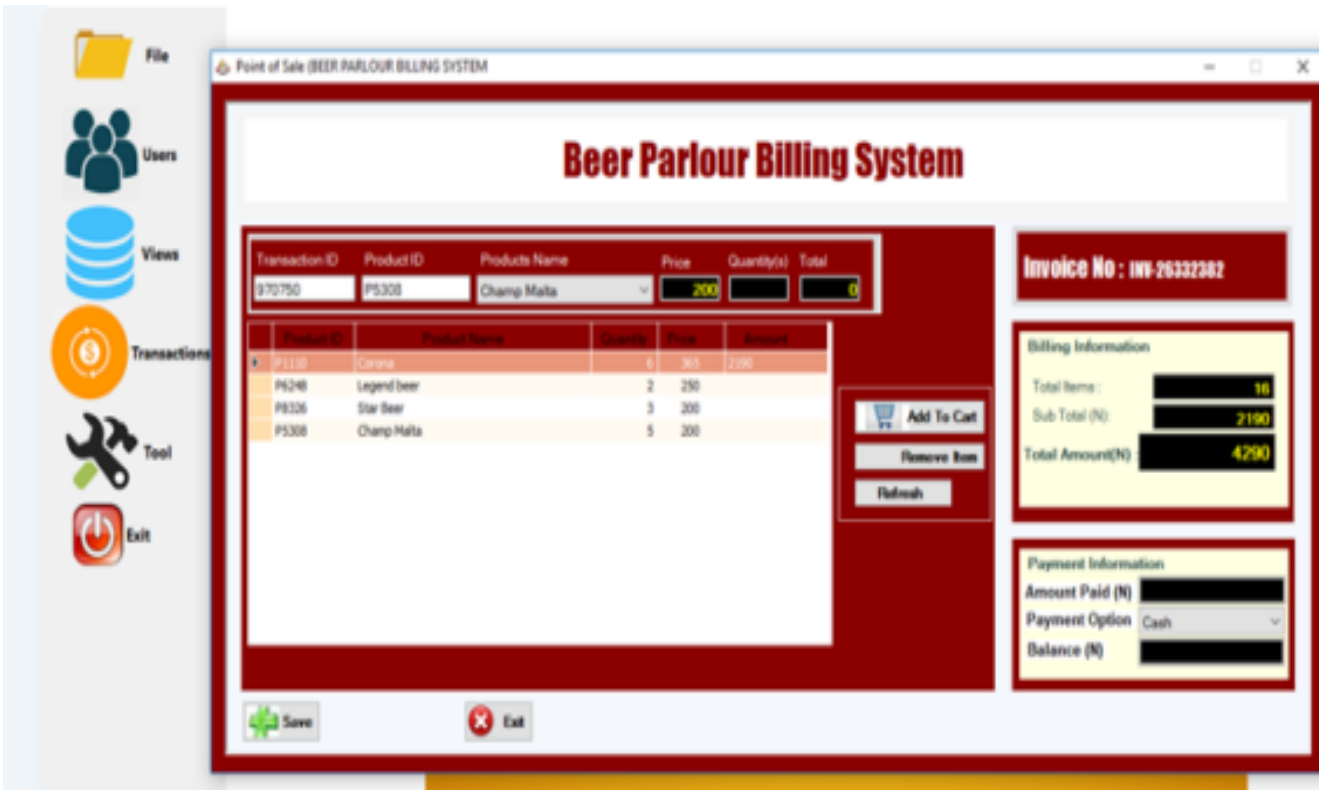 File
Users
Views
Transactions
Tool
Exit
Point of Sale (BEER PARLOUR BILLING SYSTEM
Beer Parlour Billing System
Transaction ID Product ID Products Name Price Quantity(s) Total
970750 P5308 Champ Malta 200 0
Product ID Product Name Quantity Price Amount
P1110 Corona 6 365 2190
P6248 Legend beer 2 250
P8326 Star Beer 3 200
P5308 Champ Malta 5 200
Add To Cart
Remove Item
Refresh
Save
Exit
Invoice No : INV-26332382
Billing Information
Total Items : 16
Sub Total (N): 2190
Total Amount(N) : 4290
Payment Information
Amount Paid (N)
Payment Option Cash
Balance (N)